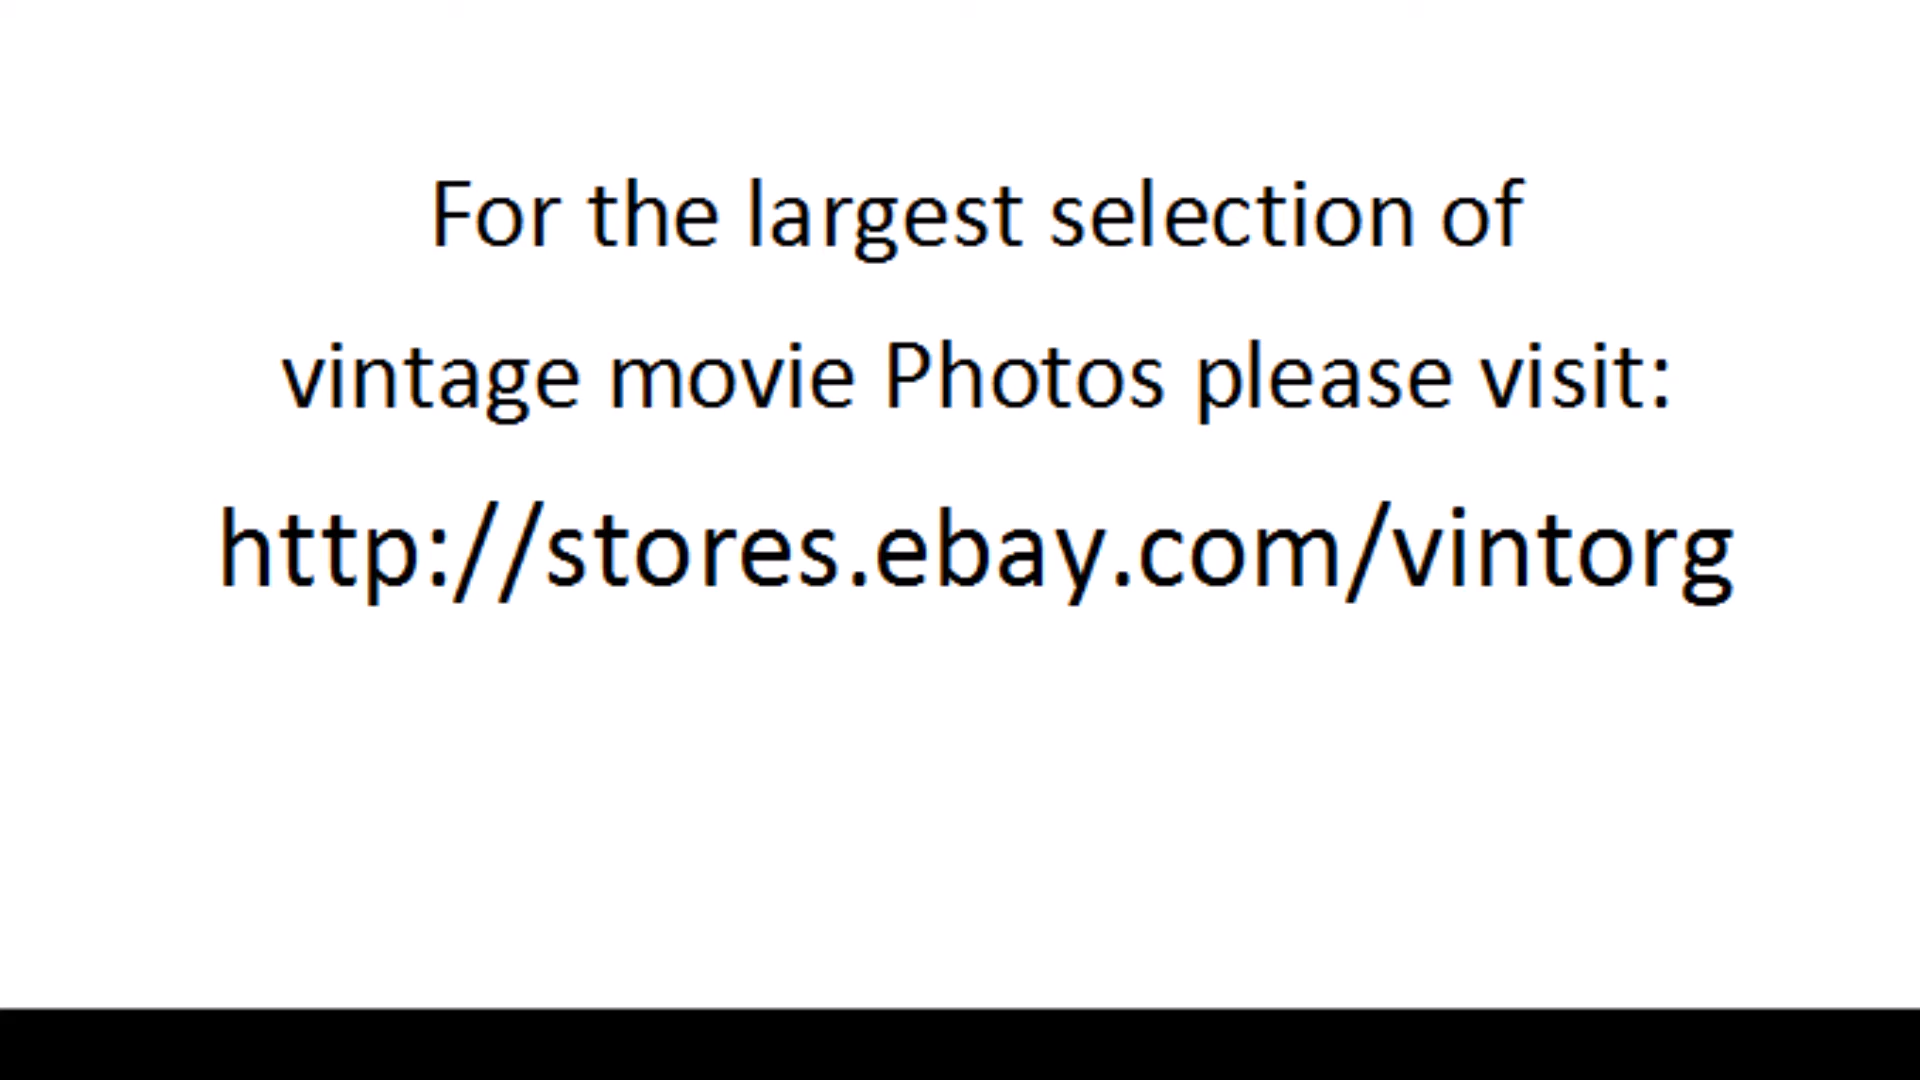 For the largest selection of
vintage movie Photos please visit:
http://stores.ebay.com/vintorg